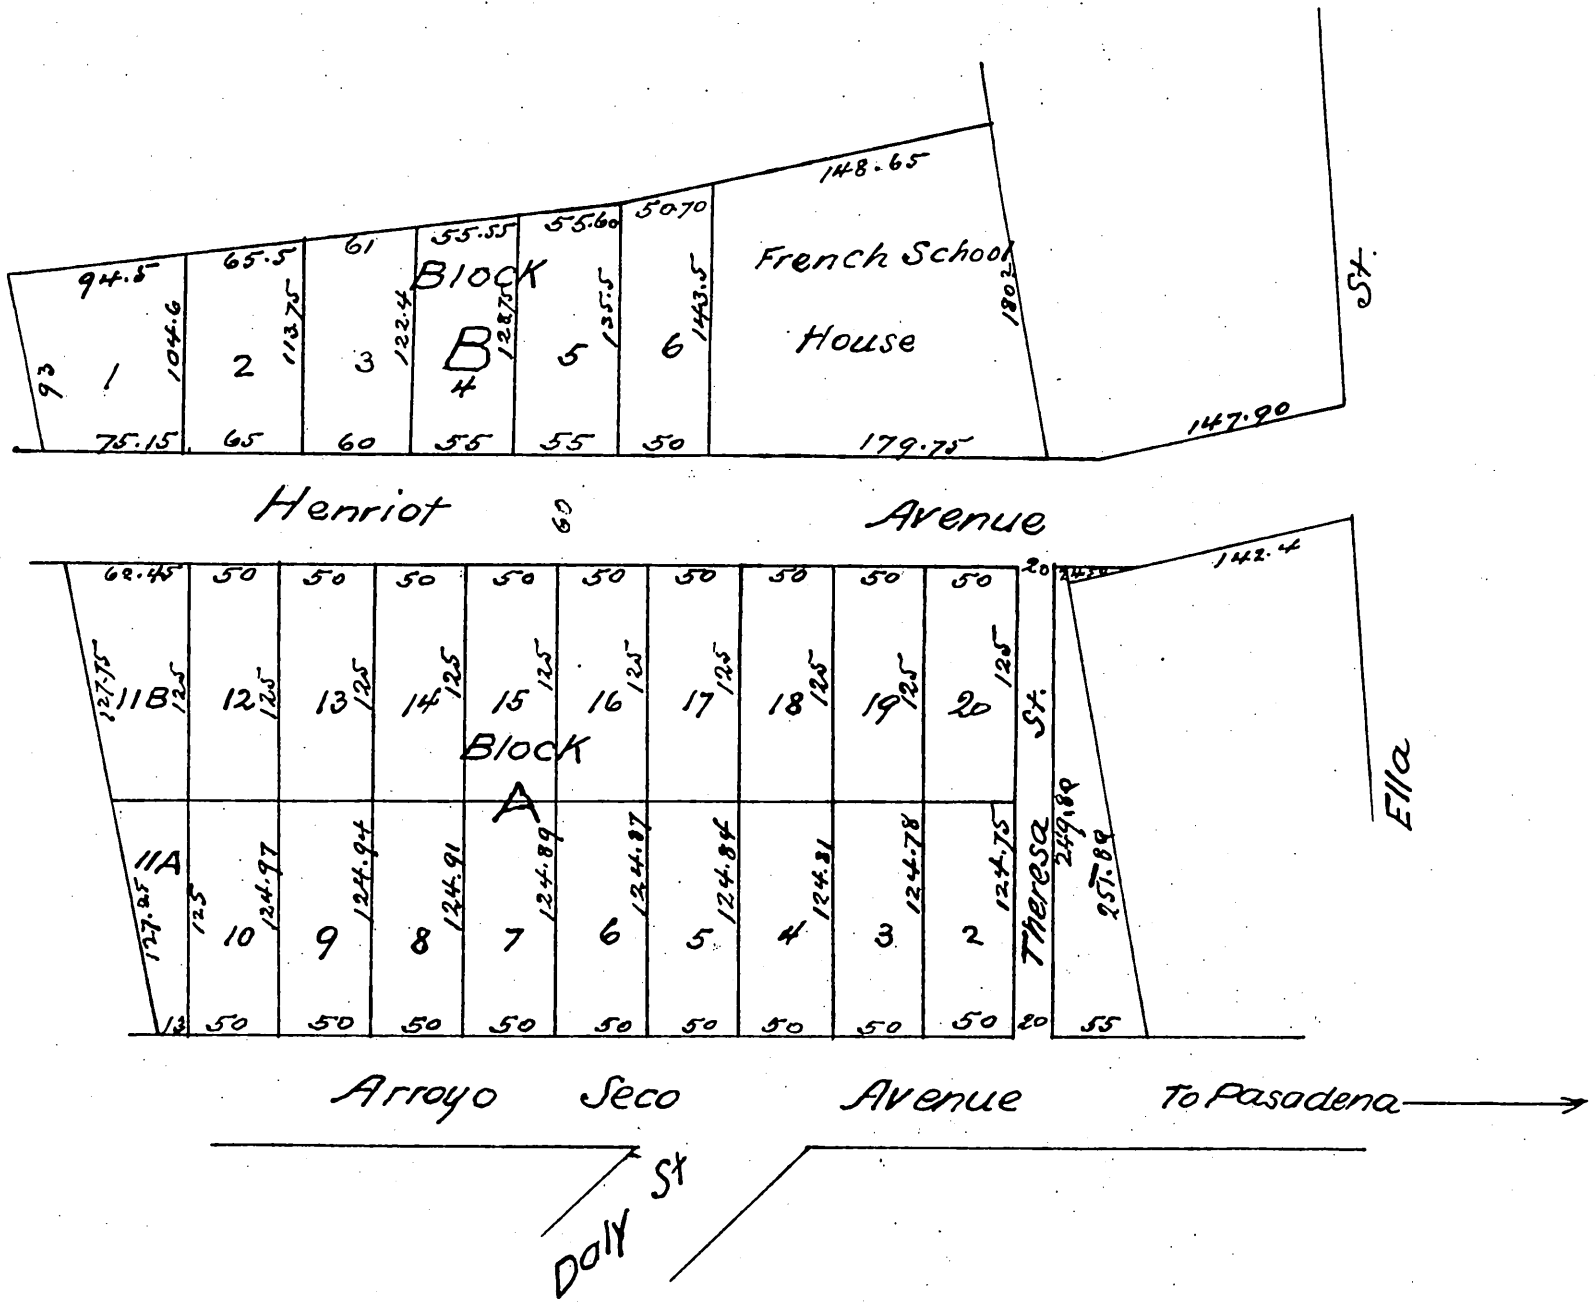 148.65
94.5 65.5 61 55.55 55.60 50.70
French School
House
Block
B
93 104.6 113.75 122.4 128.75 135.5 143.5 180.2
1 2 3 4 5 6
75.15 65 60 55 55 50 179.75
147.90
St.
Henriot 60 Avenue
62.45 50 50 50 50 50 50 50 50 50 20 142.4
127.75 125 125 125 125 125 125 125 125 125 125
11B 12 13 14 15 16 17 18 19 20
Block
A
Theresa St.
249.89
251.89
Ella
11A 10 9 8 7 6 5 4 3 2
127.25 125 124.97 124.94 124.91 124.89 124.87 124.84 124.81 124.78 124.75
13 50 50 50 50 50 50 50 50 50 20 55
Arroyo Seco Avenue To Pasadena
Daly St